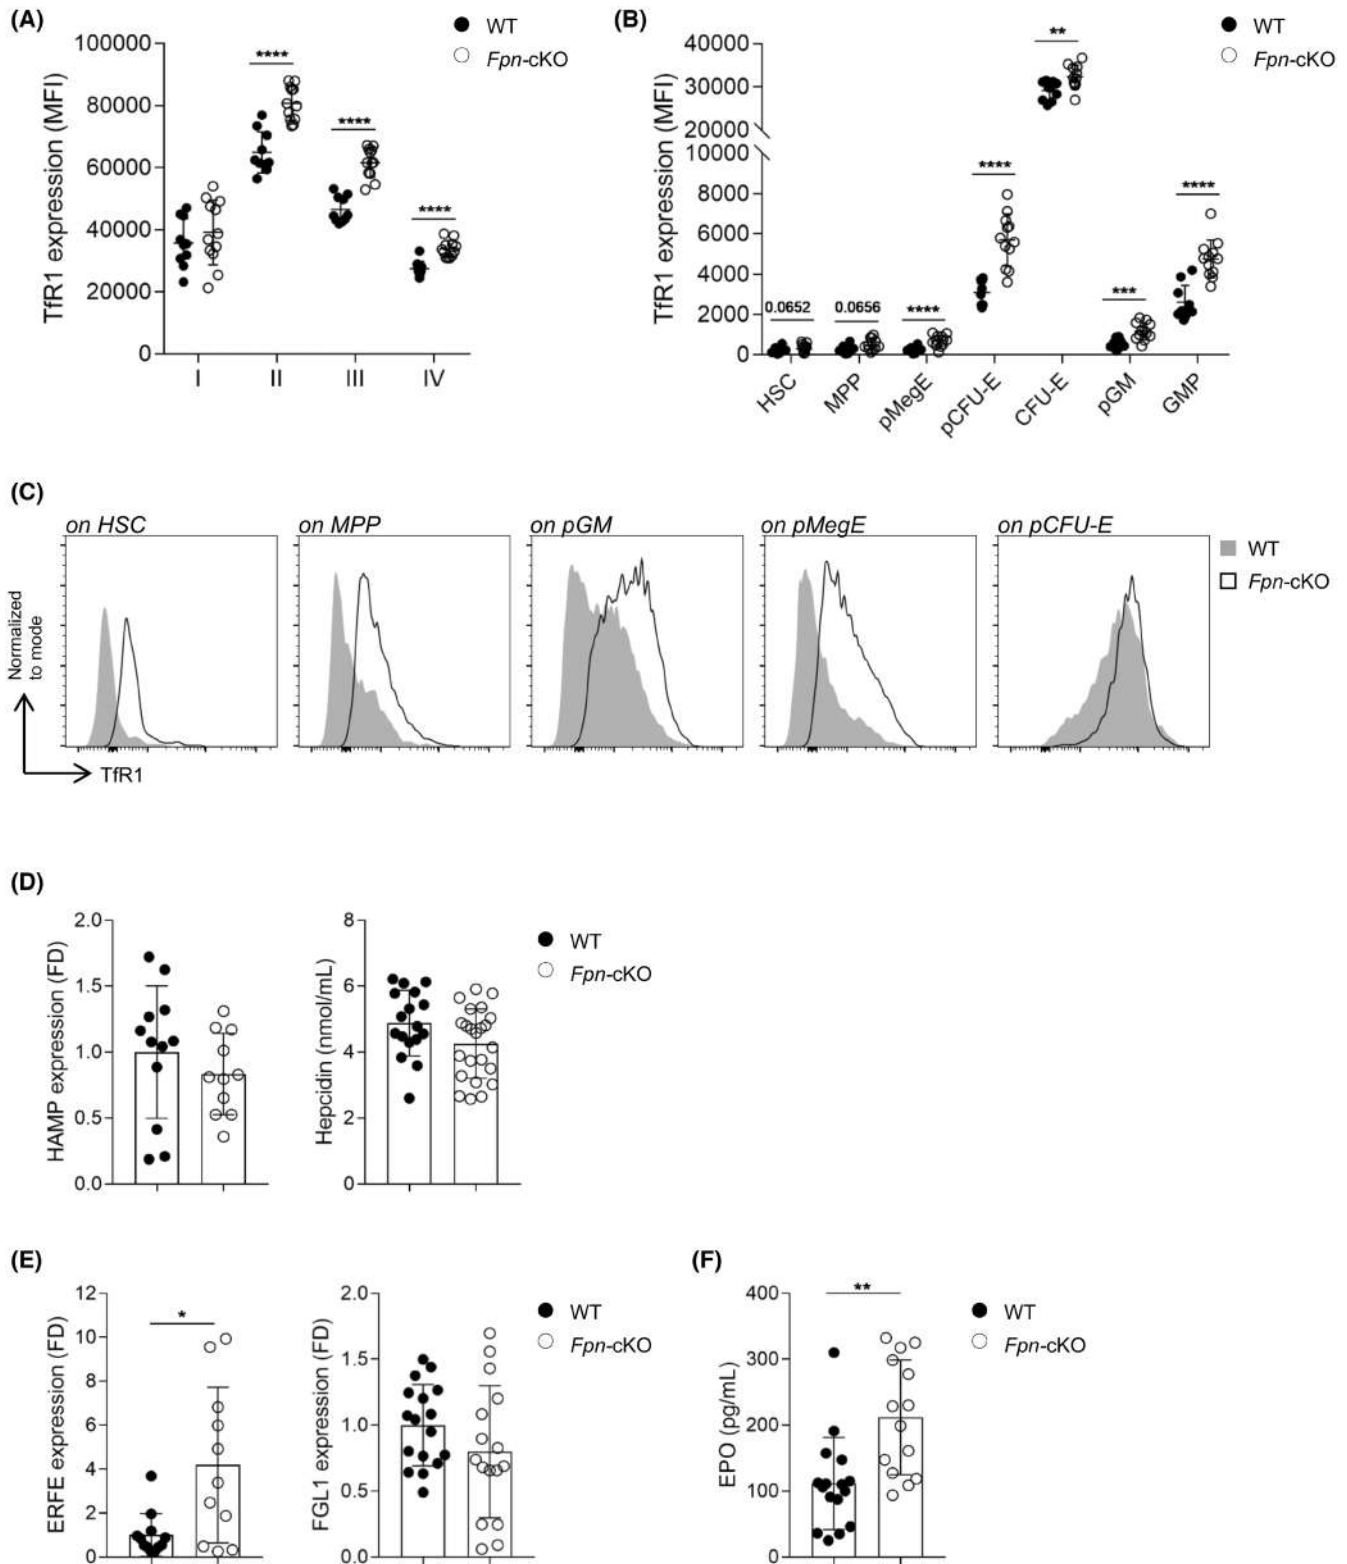 (A)
TfR1 expression (MFI)
100000
80000
60000
40000
20000
0
****
****
****
I II III IV
WT
Fpn-cKO
(B)
TfR1 expression (MFI)
40000
30000
20000
10000
8000
6000
4000
2000
0
0.0652
0.0656
****
****
**
***
****
HSC
MPP
pMegE
pCFU-E
CFU-E
pGM
GMP
WT
Fpn-cKO
(C)
on HSC
on MPP
on pGM
on pMegE
on pCFU-E
WT
Fpn-cKO
Normalized
to mode
TfR1
(D)
HAMP expression (FD)
2.0
1.5
1.0
0.5
0.0
Hepcidin (nmol/mL)
8
6
4
2
0
WT
Fpn-cKO
(E)
ERFE expression (FD)
12
10
8
6
4
2
0
*
FGL1 expression (FD)
2.0
1.5
1.0
0.5
0.0
WT
Fpn-cKO
(F)
EPO (pg/mL)
400
300
200
100
0
**
WT
Fpn-cKO